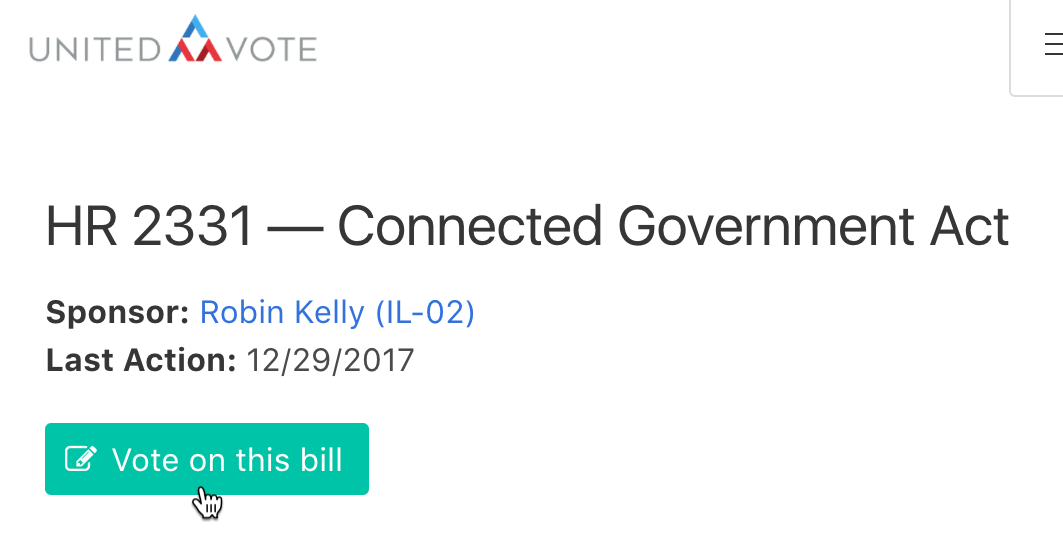 UNITED VOTE
HR 2331 — Connected Government Act
Sponsor: Robin Kelly (IL-02)
Last Action: 12/29/2017
Vote on this bill